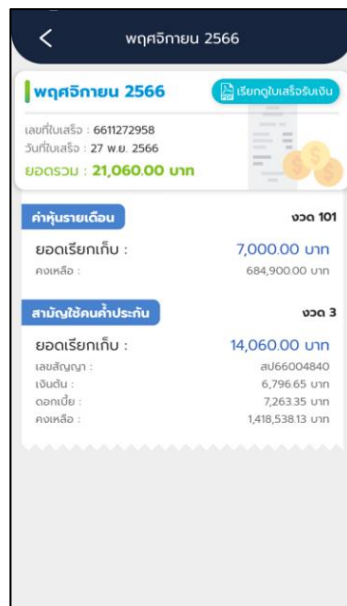 พฤศจิกายน 2566
พฤศจิกายน 2566 เรียกดูใบเสร็จรับเงิน
เลขที่ใบเสร็จ : 6611272958
วันที่ใบเสร็จ : 27 พ.ย. 2566
ยอดรวม : 21,060.00 บาท
ค่าหุ้นรายเดือน งวด 101
ยอดเรียกเก็บ : 7,000.00 บาท
คงเหลือ : 684,900.00 บาท
สามัญใช้คนค้ำประกัน งวด 3
ยอดเรียกเก็บ : 14,060.00 บาท
เลขสัญญา : สป66004840
เงินต้น : 6,796.65 บาท
ดอกเบี้ย : 7,263.35 บาท
คงเหลือ : 1,418,538.13 บาท